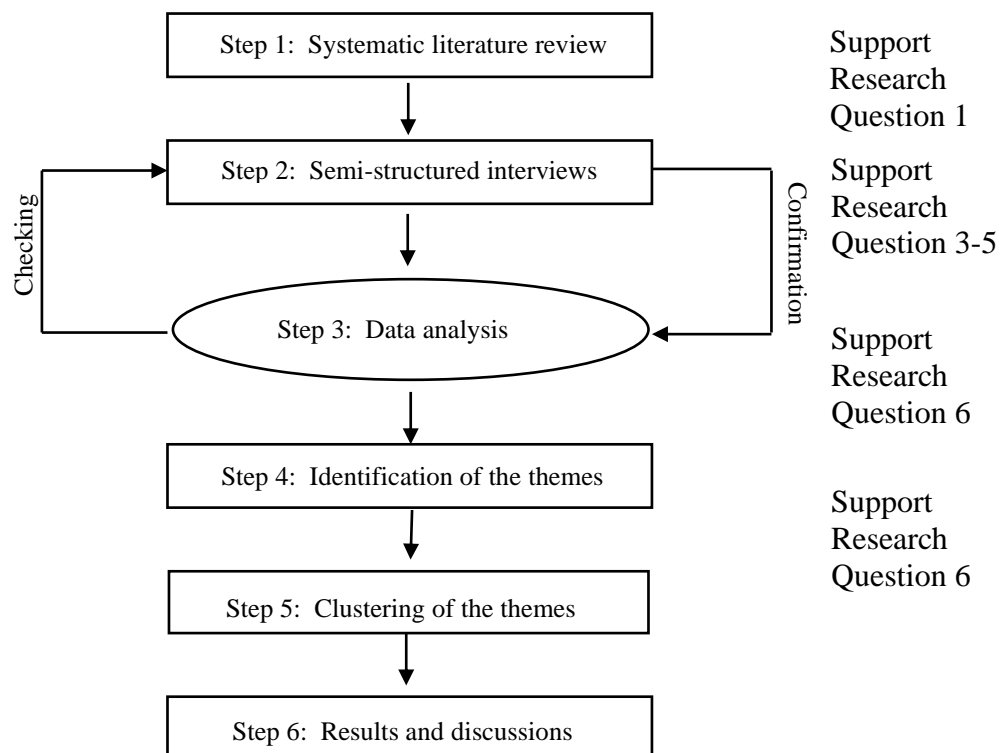 Step 1: Systematic literature review
Support
Research
Question 1
Step 2: Semi-structured interviews
Support
Research
Question 3-5
Checking
Confirmation
Step 3: Data analysis
Support
Research
Question 6
Step 4: Identification of the themes
Support
Research
Question 6
Step 5: Clustering of the themes
Step 6: Results and discussions